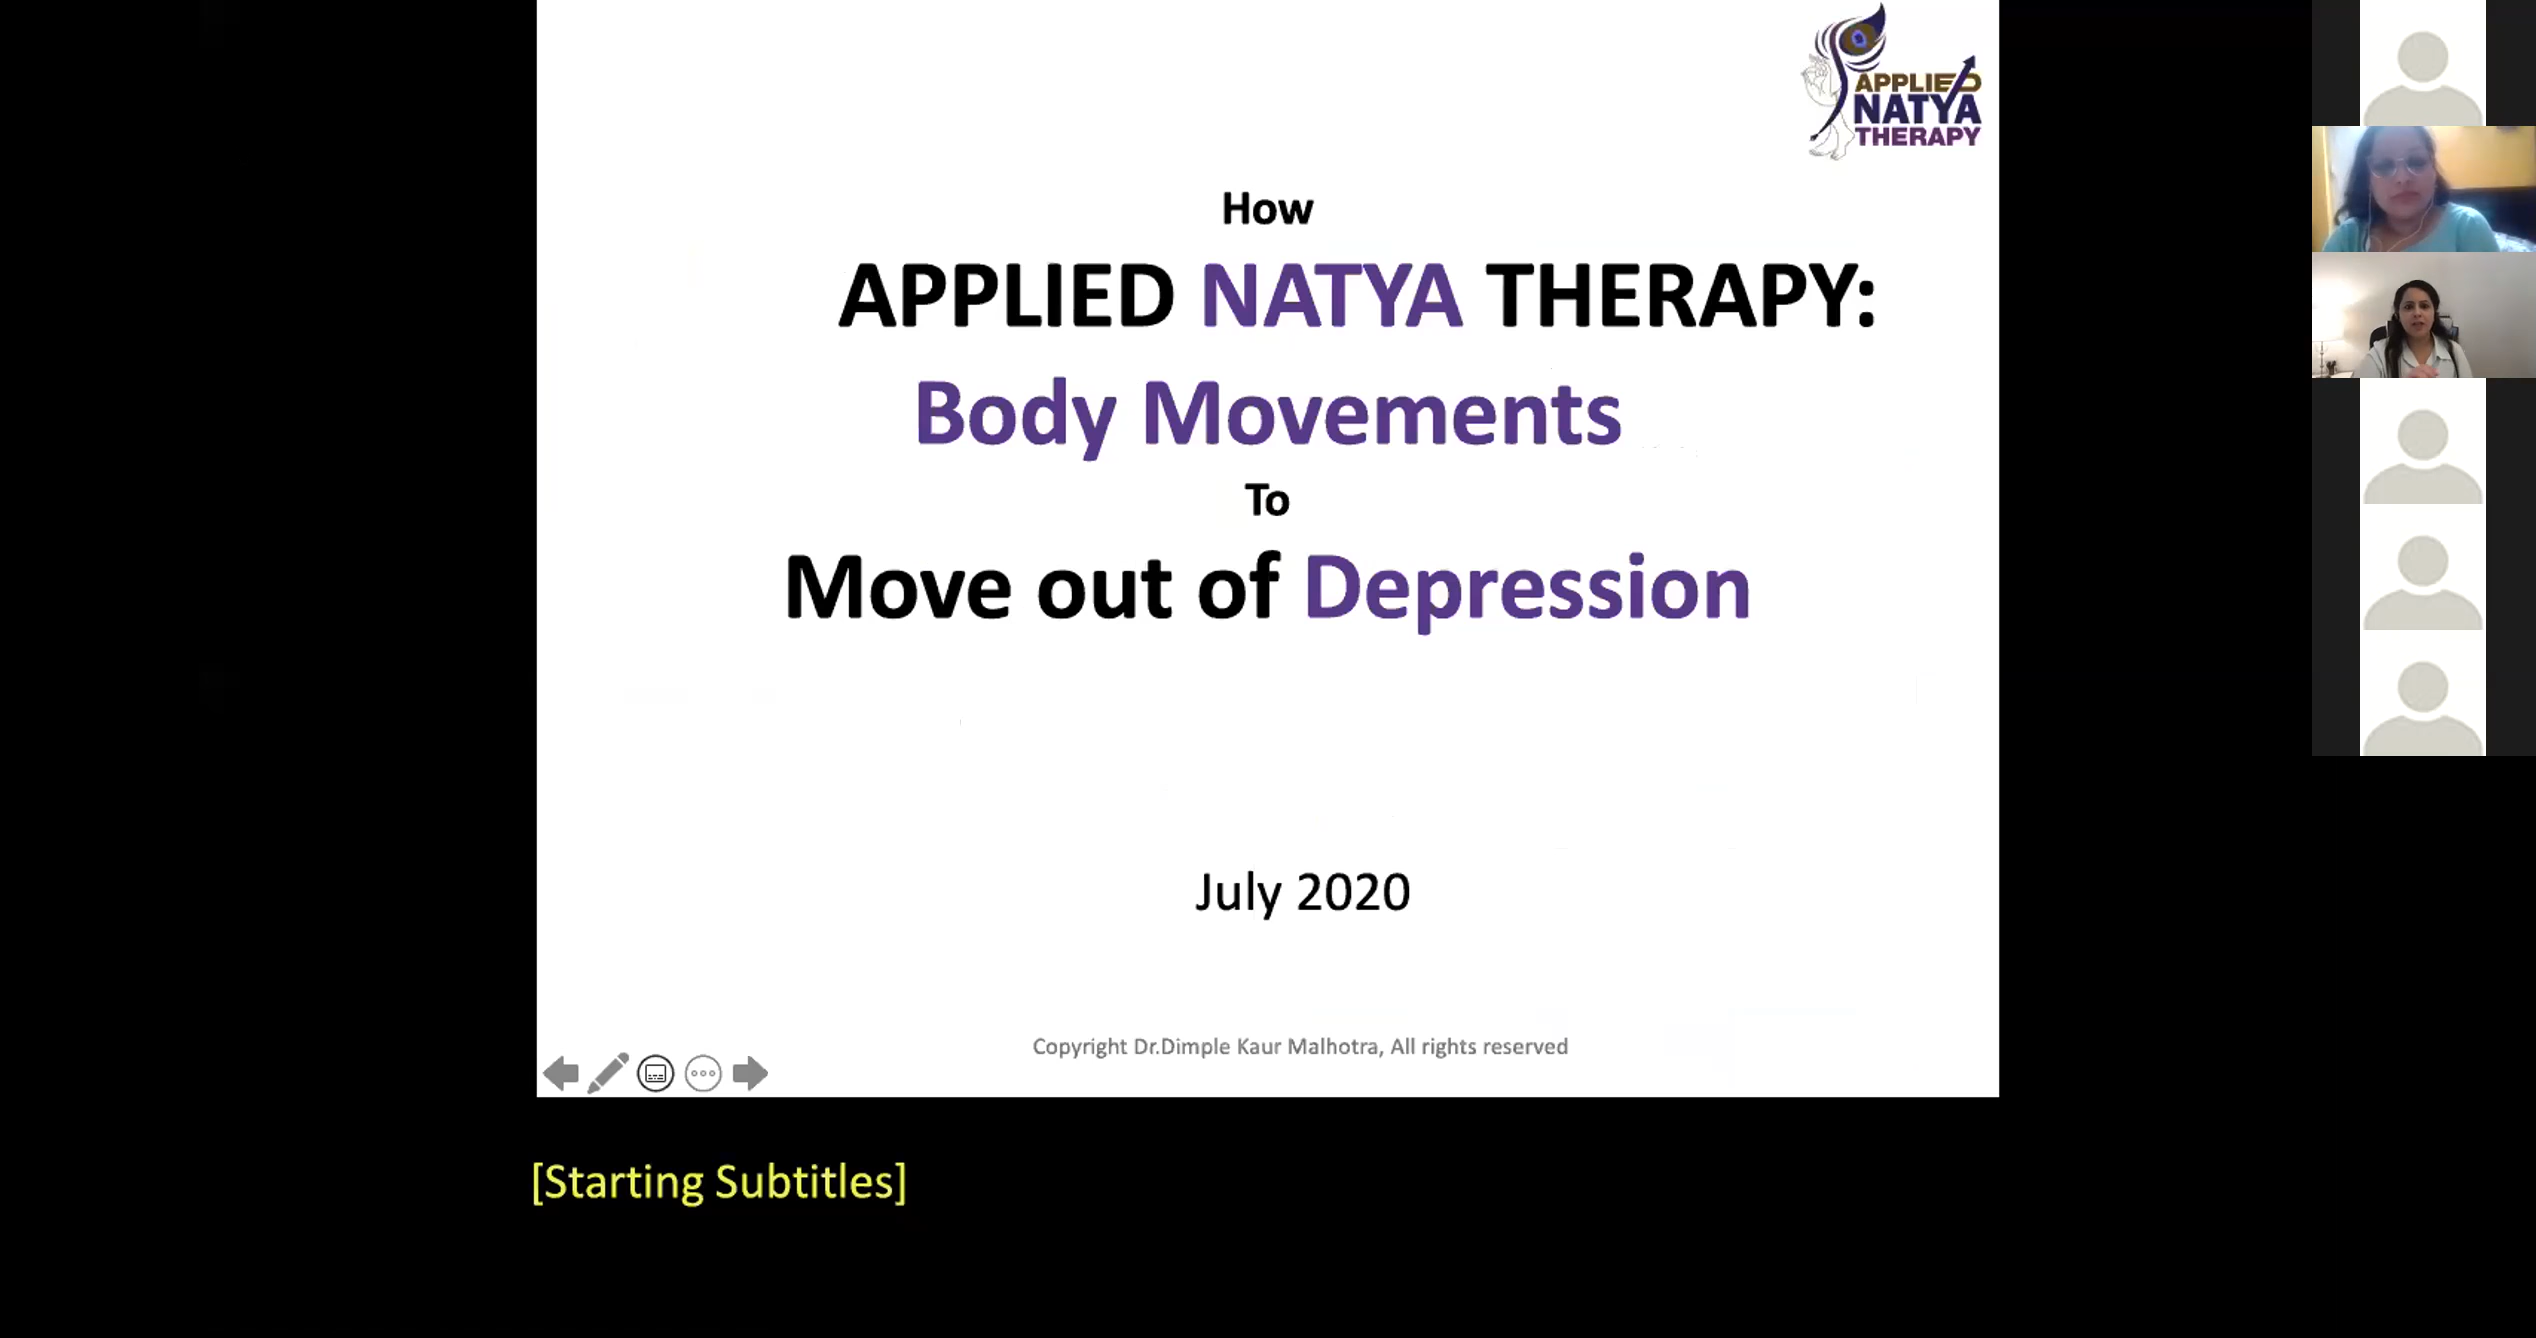 APPLIED
NATYA
THERAPY
How
APPLIED NATYA THERAPY:
Body Movements
To
Move out of Depression
July 2020
Copyright Dr.Dimple Kaur Malhotra, All rights reserved
[Starting Subtitles]